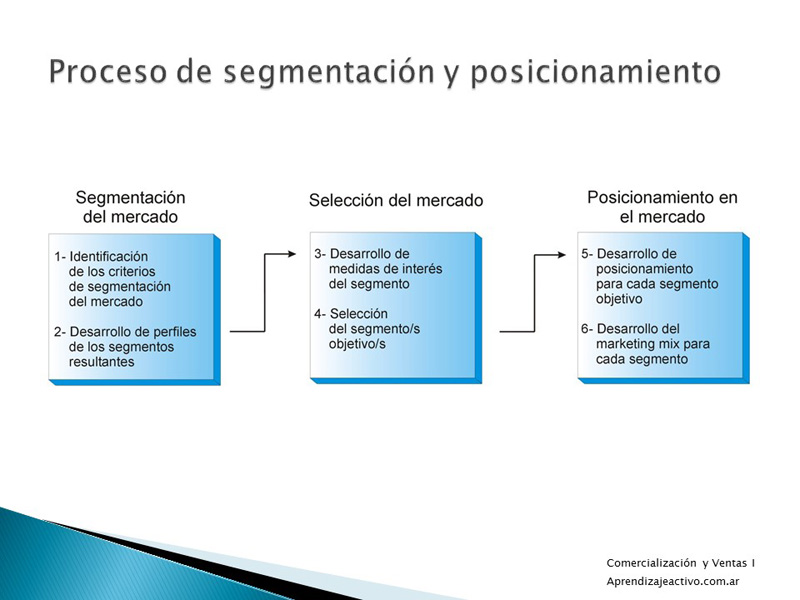 Proceso de segmentación y posicionamiento
Segmentación
del mercado
1- Identificación
de los criterios
de segmentación
del mercado
2- Desarrollo de perfiles
de los segmentos
resultantes
Selección del mercado
3- Desarrollo de
medidas de interés
del segmento
4- Selección
del segmento/s
objetivo/s
Posicionamiento en
el mercado
5- Desarrollo de
posicionamiento
para cada segmento
objetivo
6- Desarrollo del
marketing mix para
cada segmento
Comercialización y Ventas I
Aprendizajeactivo.com.ar